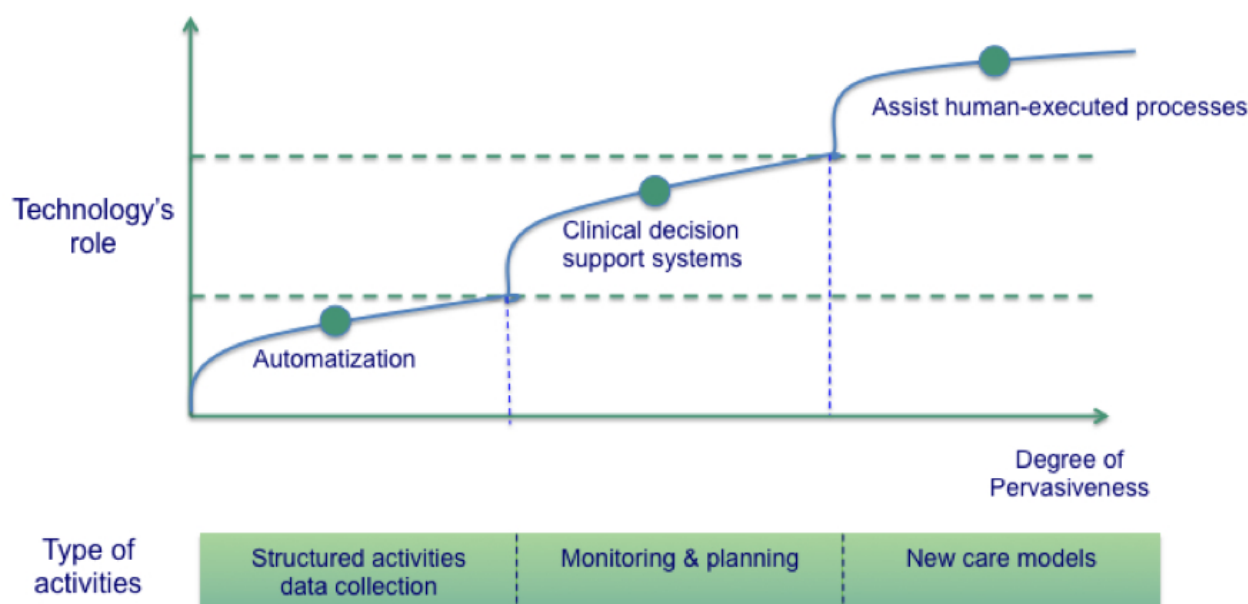 Assist human-executed processes
Technology's
role
Clinical decision
support systems
Automatization
Degree of
Pervasiveness
Type of
activities
Structured activities
data collection
Monitoring & planning
New care models